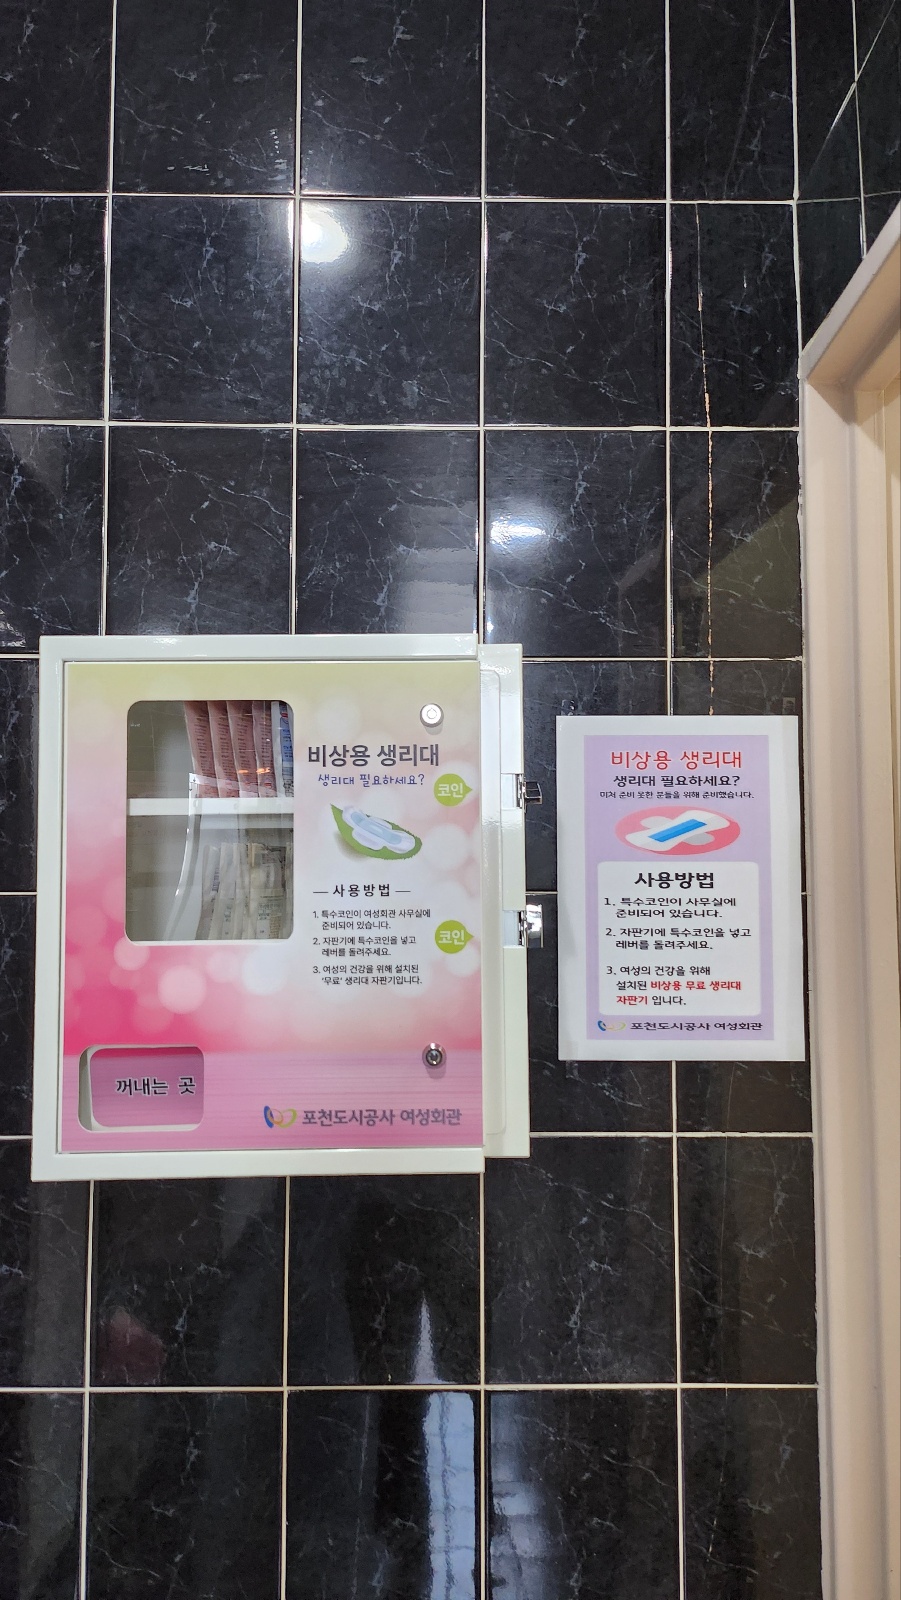 비상용 생리대
생리대 필요하세요?
코인
사용방법
1. 특수코인이 여성회관 사무실에
준비되어 있습니다.
2. 자판기에 특수코인을 넣고
레버를 돌려주세요.
코인
3. 여성의 건강을 위해 설치된
'무료' 생리대 자판기입니다.
꺼내는 곳
포천도시공사 여성회관
비상용 생리대
생리대 필요하세요?
미처 준비 못한 분들을 위해 준비했습니다.
사용방법
1. 특수코인이 사무실에
준비되어 있습니다.
2. 자판기에 특수코인을 넣고
레버를 돌려주세요.
3. 여성의 건강을 위해
설치된 비상용 무료 생리대
자판기 입니다.
포천도시공사 여성회관